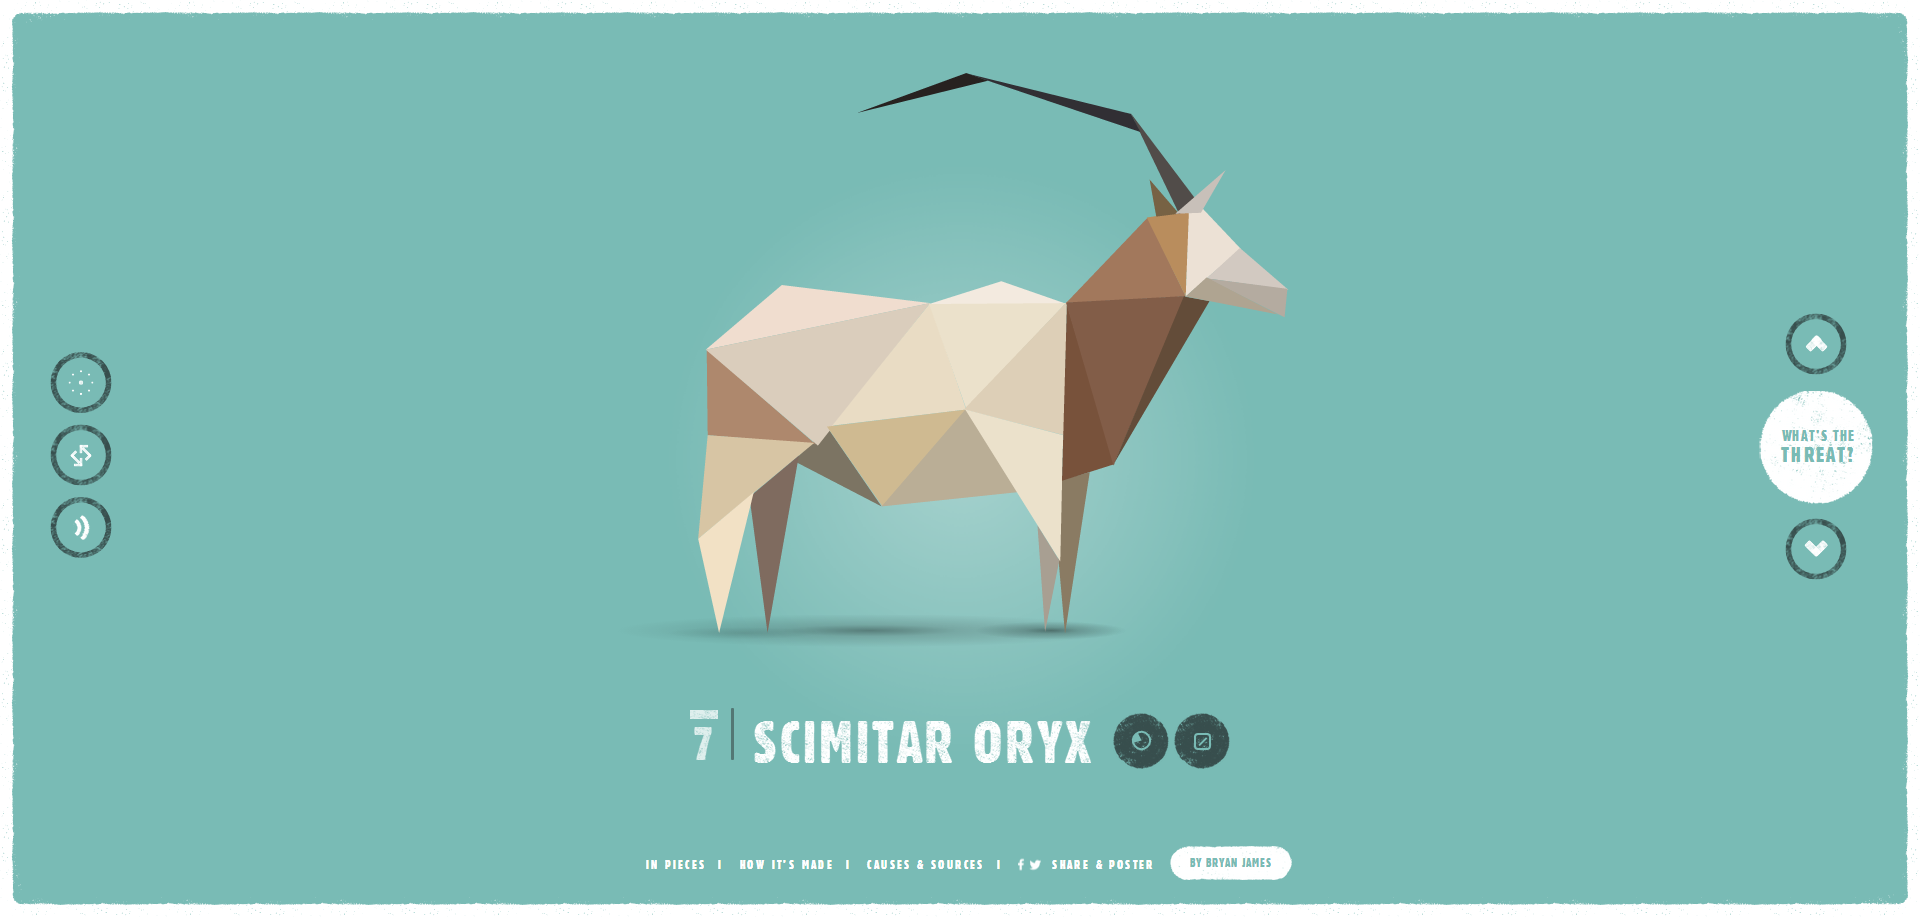 WHAT'S THE
THREAT?
7 | SCIMITAR ORYX
IN PIECES | HOW IT'S MADE | CAUSES & SOURCES | SHARE & POSTER BY BRYAN JAMES